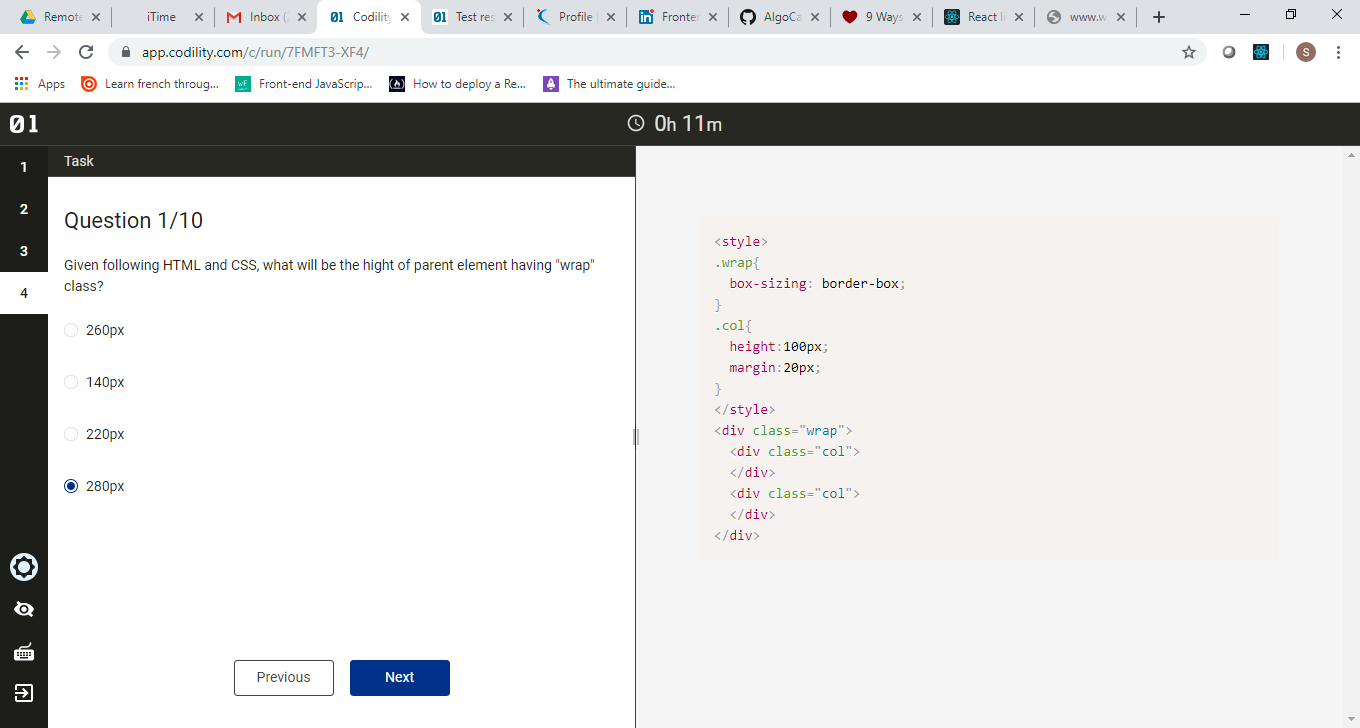 Remote
iTime
Inbox (
Codility
Test res
Profile
Fronter
AlgoCa
9 Ways
React li
www.w
app.codility.com/c/run/7FMFT3-XF4/
S
Apps
Learn french throug...
Front-end JavaScrip...
How to deploy a Re...
The ultimate guide...
01
0h 11m
1
2
3
4
Task
Question 1/10
Given following HTML and CSS, what will be the hight of parent element having "wrap"
class?
260px
140px
220px
280px
Previous
Next
<style>
.wrap{
  box-sizing: border-box;
}
.col{
  height:100px;
  margin:20px;
}
</style>
<div class="wrap">
  <div class="col">
  </div>
  <div class="col">
  </div>
</div>